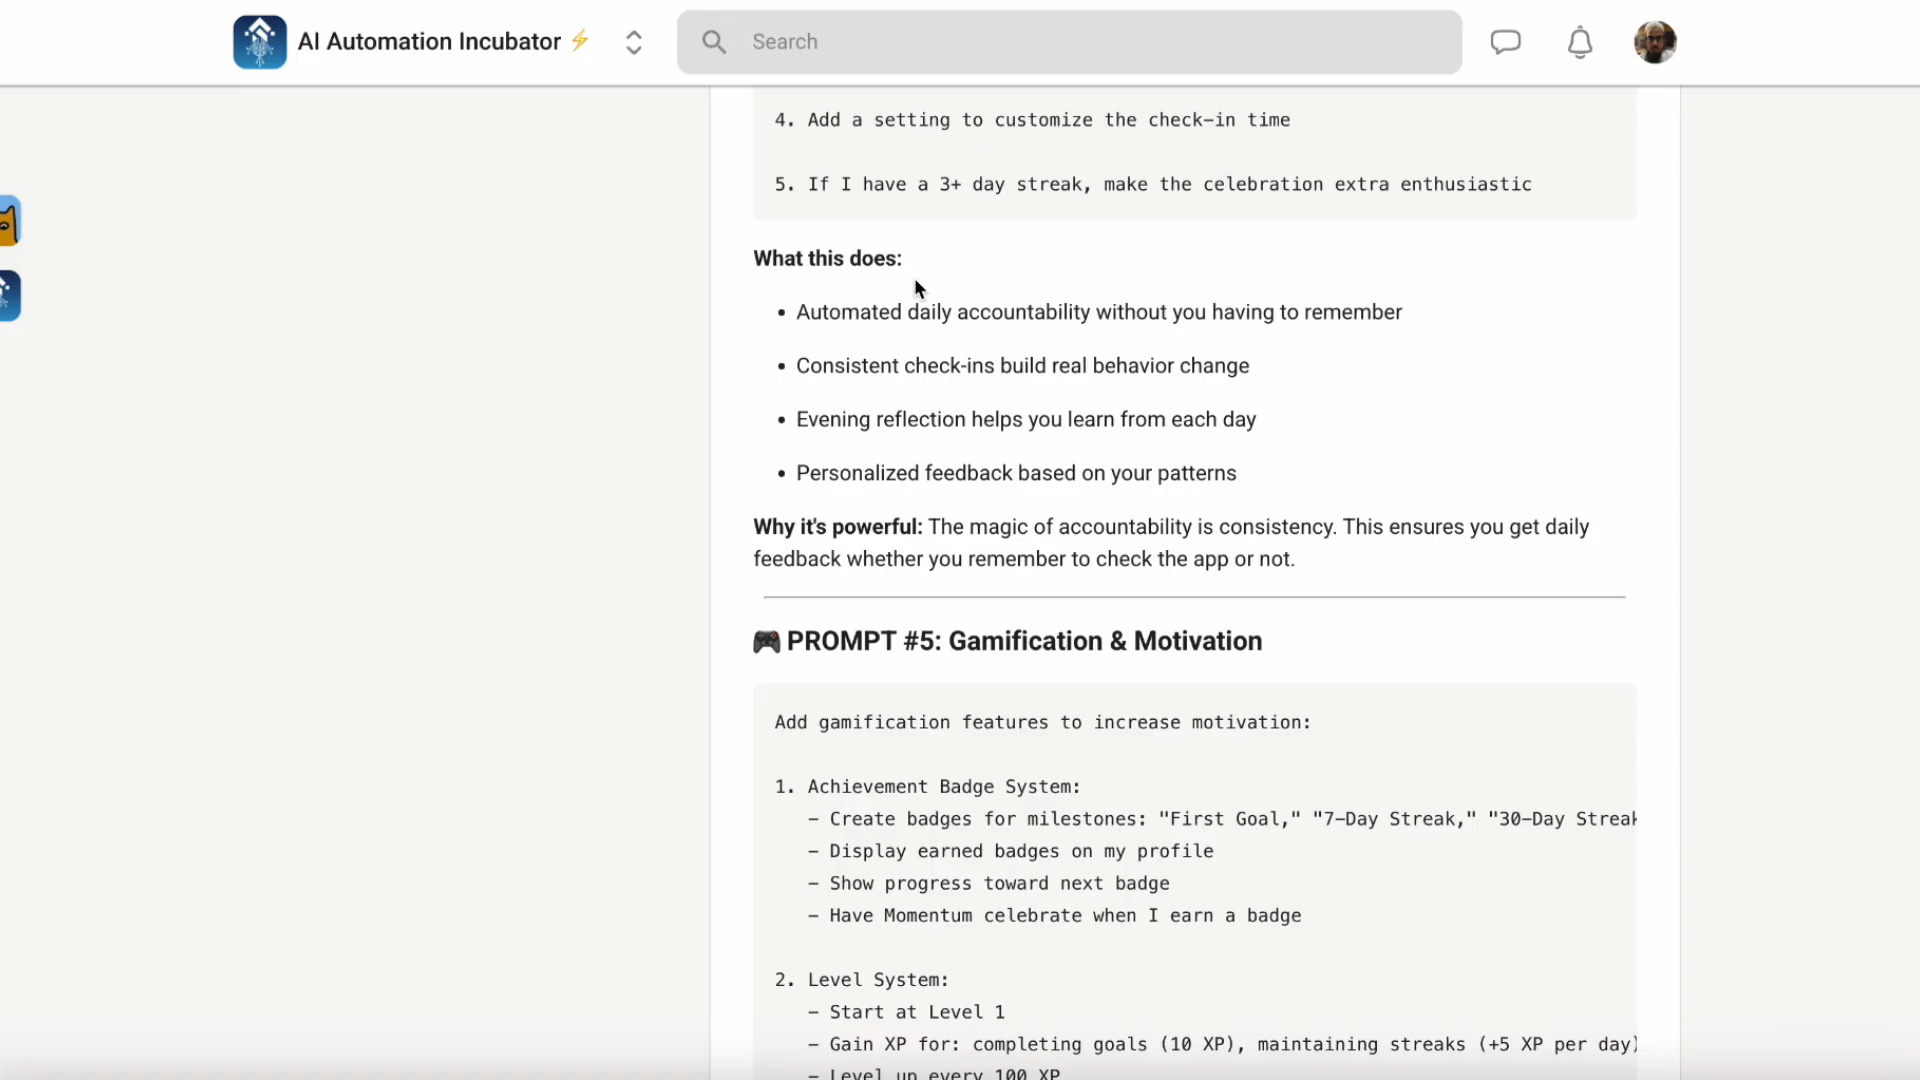 AI Automation Incubator ⚡
Search
4. Add a setting to customize the check-in time
5. If I have a 3+ day streak, make the celebration extra enthusiastic
What this does:
• Automated daily accountability without you having to remember
• Consistent check-ins build real behavior change
• Evening reflection helps you learn from each day
• Personalized feedback based on your patterns
Why it's powerful: The magic of accountability is consistency. This ensures you get daily
feedback whether you remember to check the app or not.
🎮 PROMPT #5: Gamification & Motivation
Add gamification features to increase motivation:
1. Achievement Badge System:
– Create badges for milestones: "First Goal," "7-Day Streak," "30-Day Streak
– Display earned badges on my profile
– Show progress toward next badge
– Have Momentum celebrate when I earn a badge
2. Level System:
– Start at Level 1
– Gain XP for: completing goals (10 XP), maintaining streaks (+5 XP per day)
– Level up every 100 XP